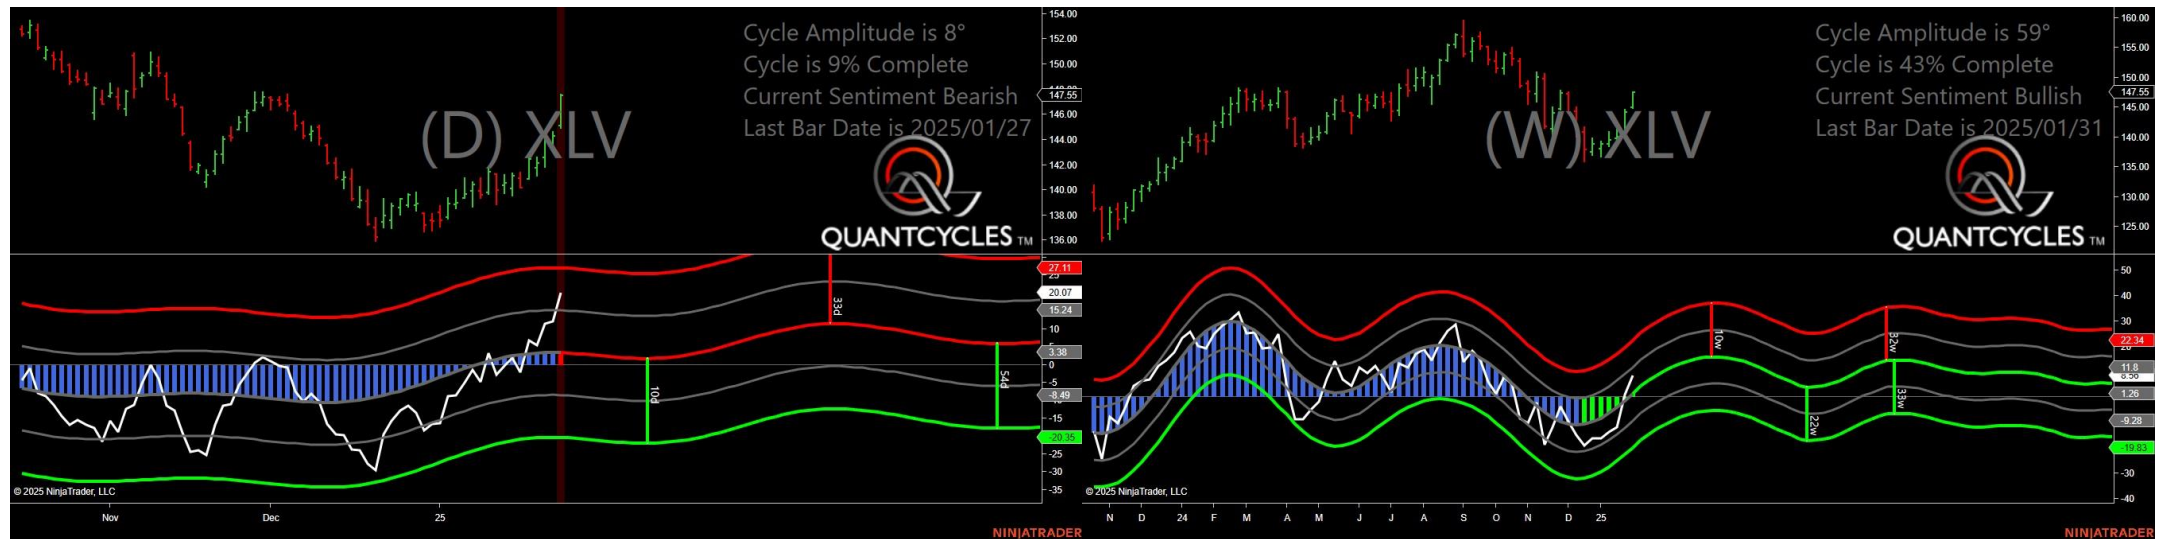 154.00
152.00
150.00
147.55
146.00
144.00
142.00
140.00
138.00
136.00
Cycle Amplitude is 8°
Cycle is 9% Complete
Current Sentiment Bearish
Last Bar Date is 2025/01/27
(D) XLV
QUANTCYCLES TM
27.11
25
20.07
15.24
10
3.38
0
-5
-8.49
-15
-20.35
-25
-30
-35
33d
10d
54d
© 2025 NinjaTrader, LLC
Nov
Dec
25
NINJATRADER
160.00
155.00
150.00
147.55
145.00
140.00
135.00
130.00
125.00
Cycle Amplitude is 59°
Cycle is 43% Complete
Current Sentiment Bullish
Last Bar Date is 2025/01/31
(W) XLV
QUANTCYCLES TM
50
40
30
22.34
11.8
1.26
-9.28
-19.83
-30
-40
10w
32w
22w
33w
© 2025 NinjaTrader, LLC
N D 24 F M A M J J A S O N D 25
NINJATRADER